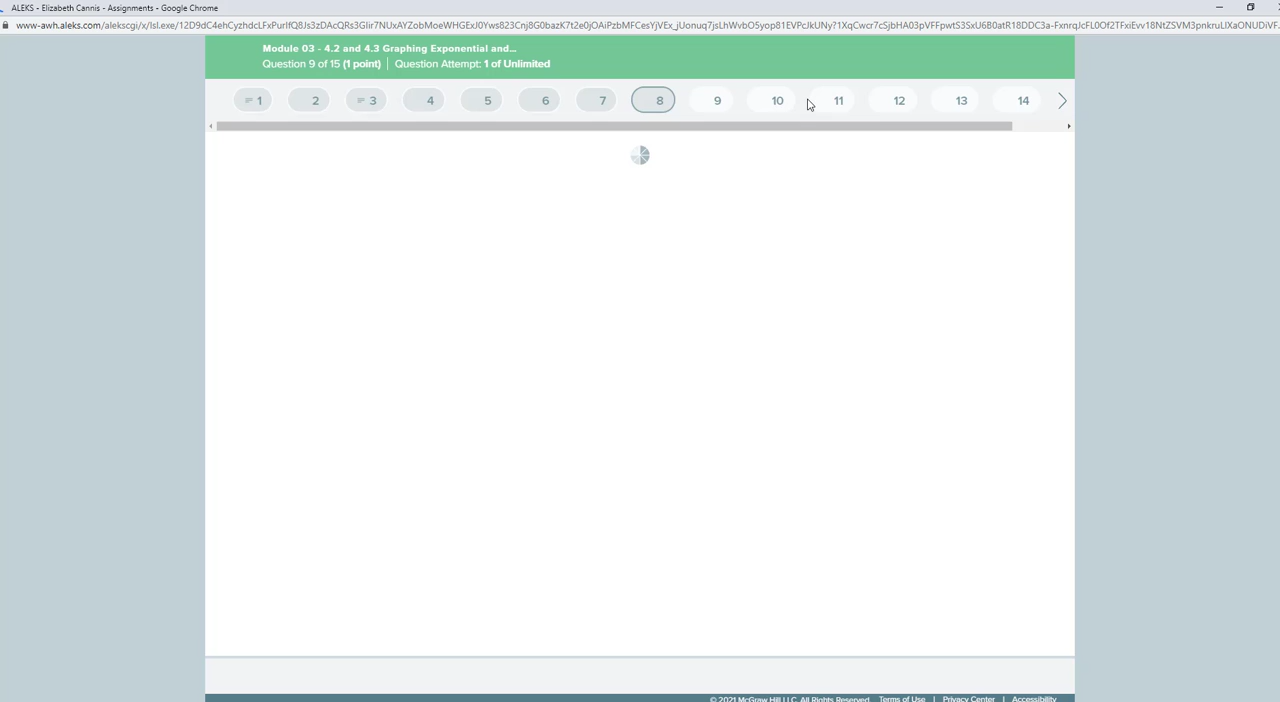 ALEKS - Elizabeth Cannis - Assignments - Google Chrome
Module 03 - 4.2 and 4.3 Graphing Exponential and...
Question 9 of 15 (1 point) | Question Attempt: 1 of Unlimited
1 2 3 4 5 6 7 8 9 10 11 12 13 14
© 2021 McGraw Hill LLC. All Rights Reserved. Terms of Use | Privacy Center | Accessibility